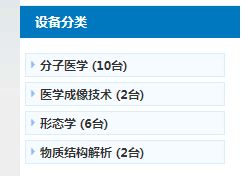 设备分类
分子医学 (10台)
医学成像技术 (2台)
形态学 (6台)
物质结构解析 (2台)